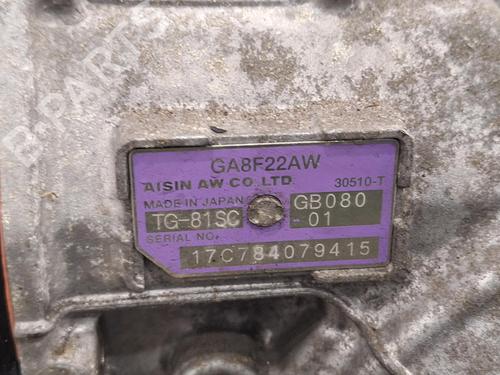 B-PARTS
GA8F22AW
AISIN AW CO., LTD. 30510-T
MADE IN JAPAN GB080
TG-81SC 01
SERIAL NO.
17C784079415